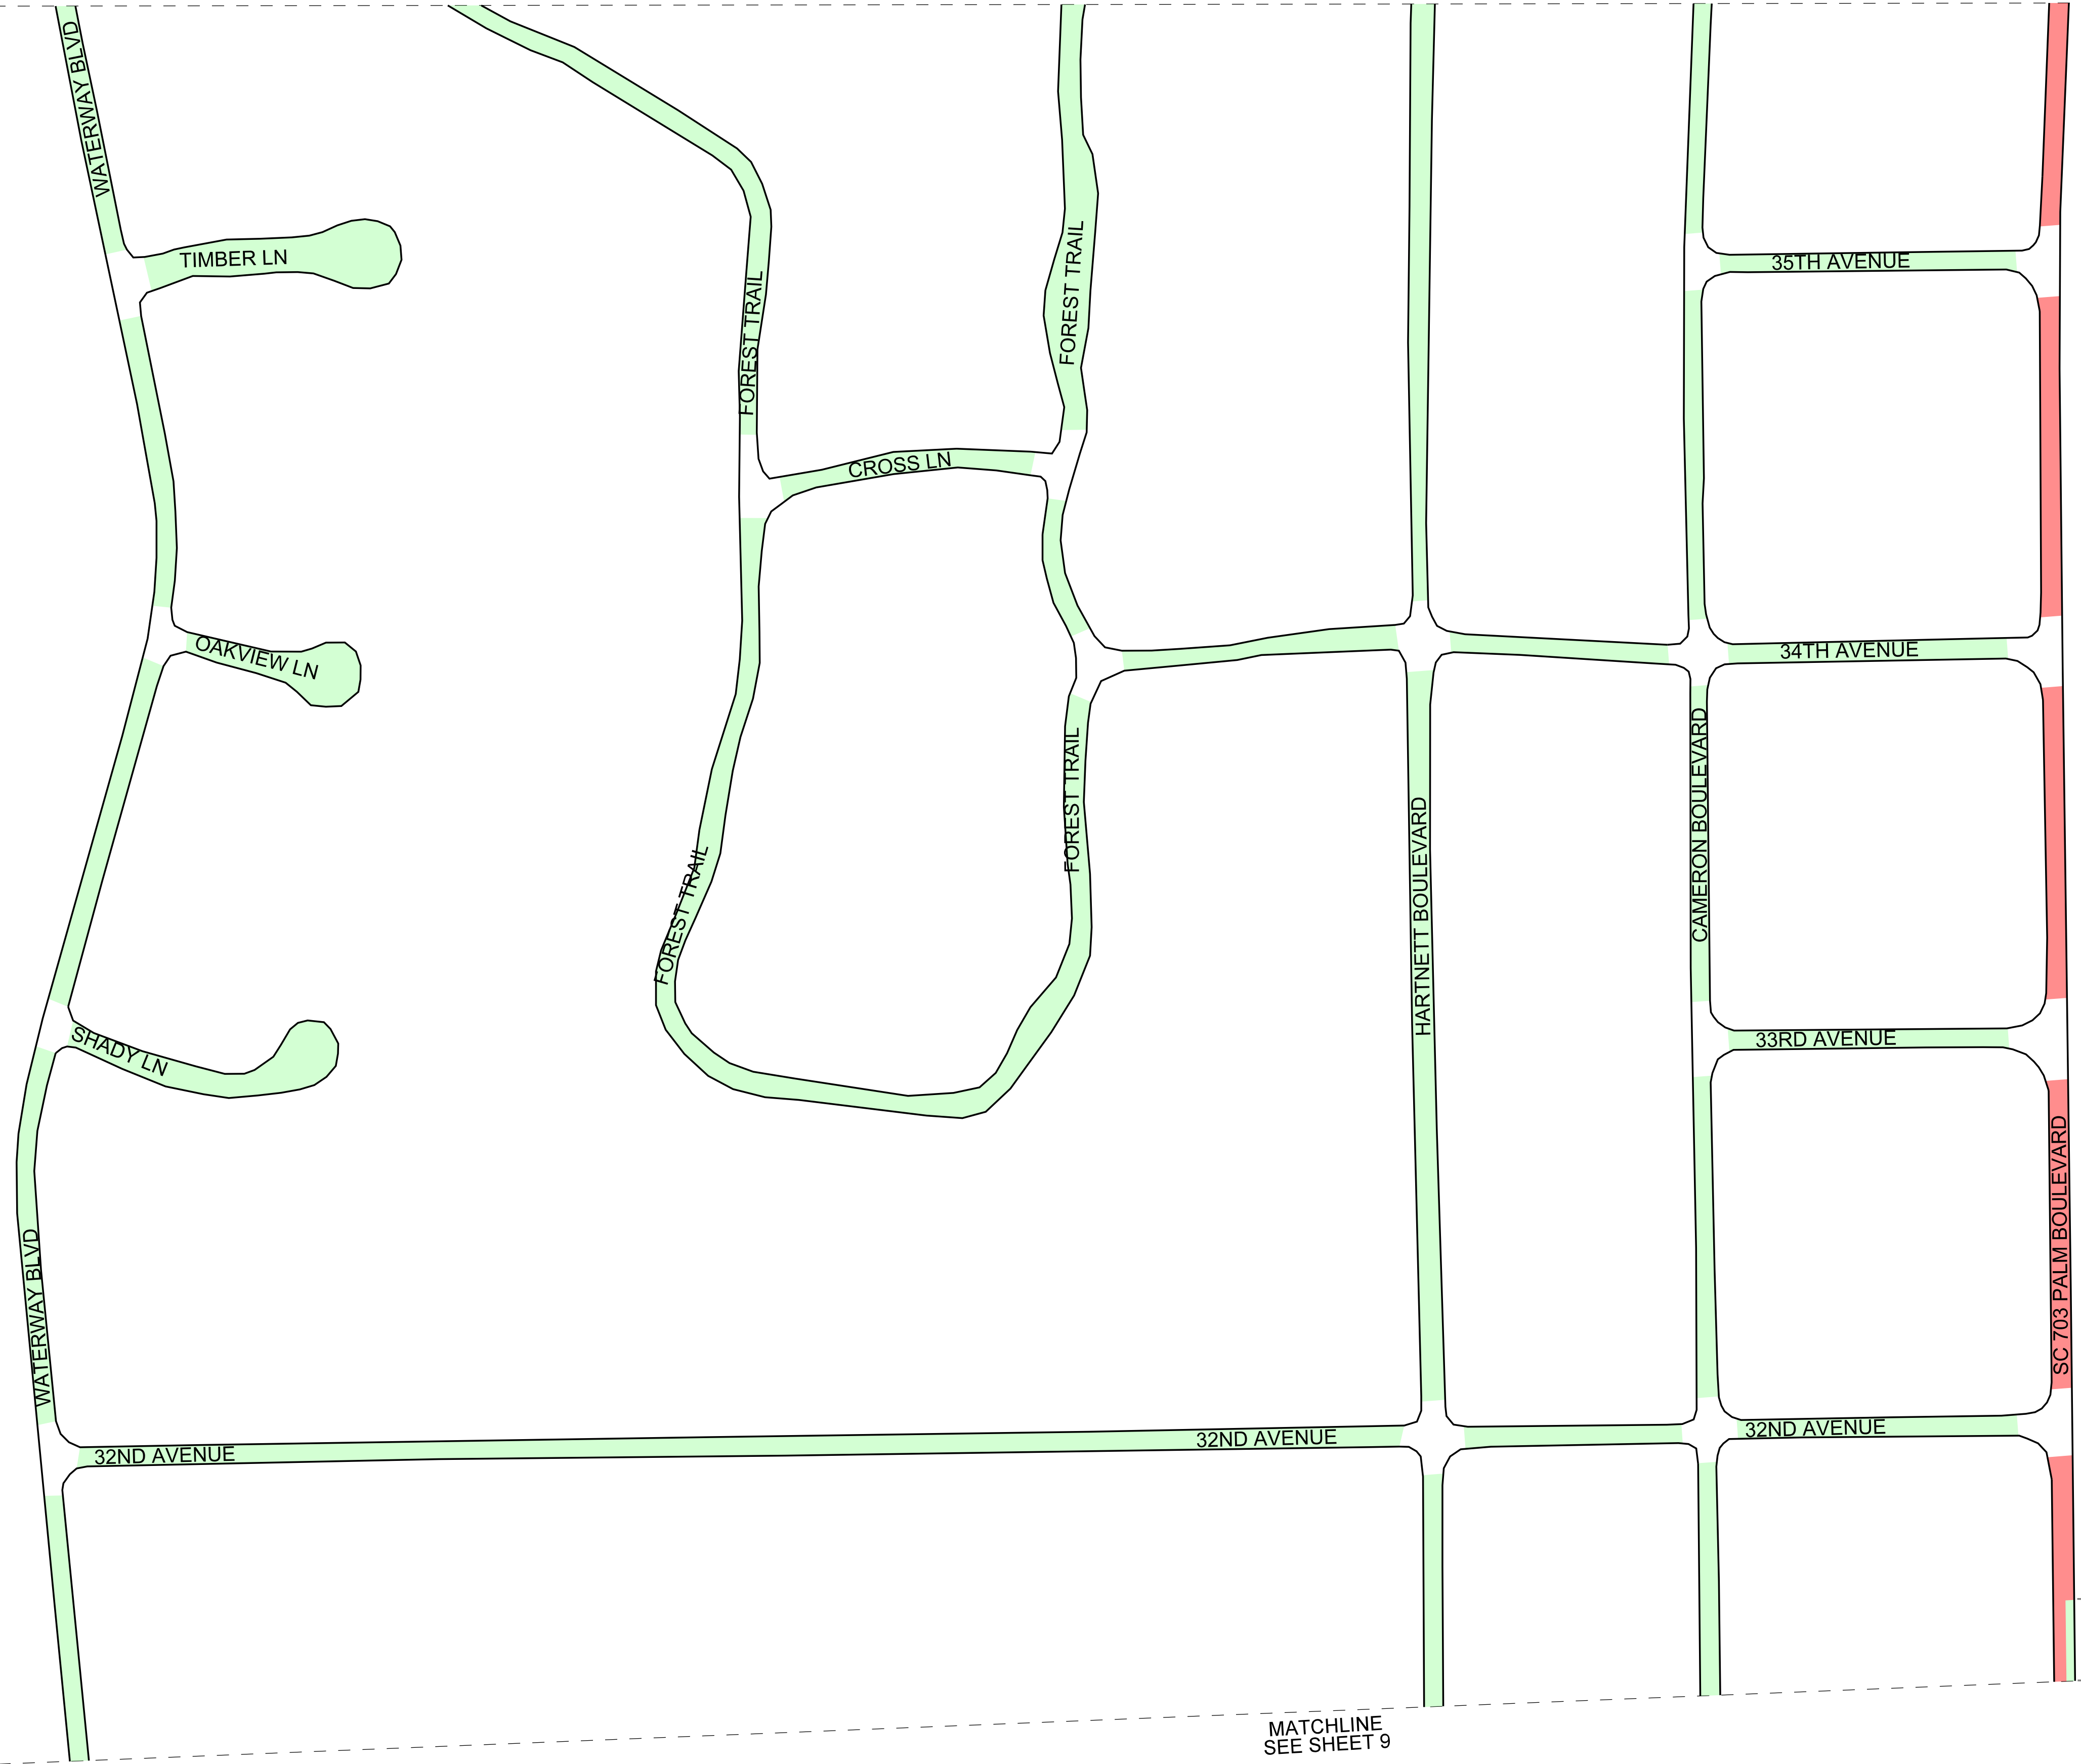 WATERWAY BLVD
TIMBER LN
FOREST TRAIL
FOREST TRAIL
35TH AVENUE
CROSS LN
OAKVIEW LN
34TH AVENUE
FOREST TRAIL
FOREST TRAIL
HARTNETT BOULEVARD
CAMERON BOULEVARD
SHADY LN
33RD AVENUE
WATERWAY BLVD
SC 703 PALM BOULEVARD
32ND AVENUE
32ND AVENUE
32ND AVENUE
MATCHLINE
SEE SHEET 9